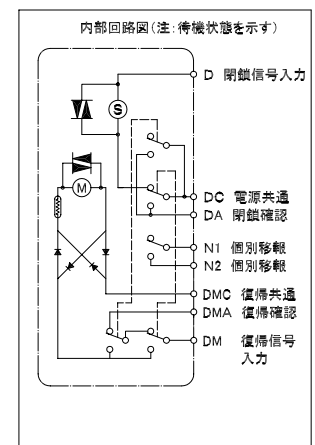 内部回路図(注:待機状態を示す)
D 閉鎖信号入力
S
M
DC 電源共通
DA 閉鎖確認
N1 個別移報
N2 個別移報
DMC 復帰共通
DMA 復帰確認
DM 復帰信号
入力